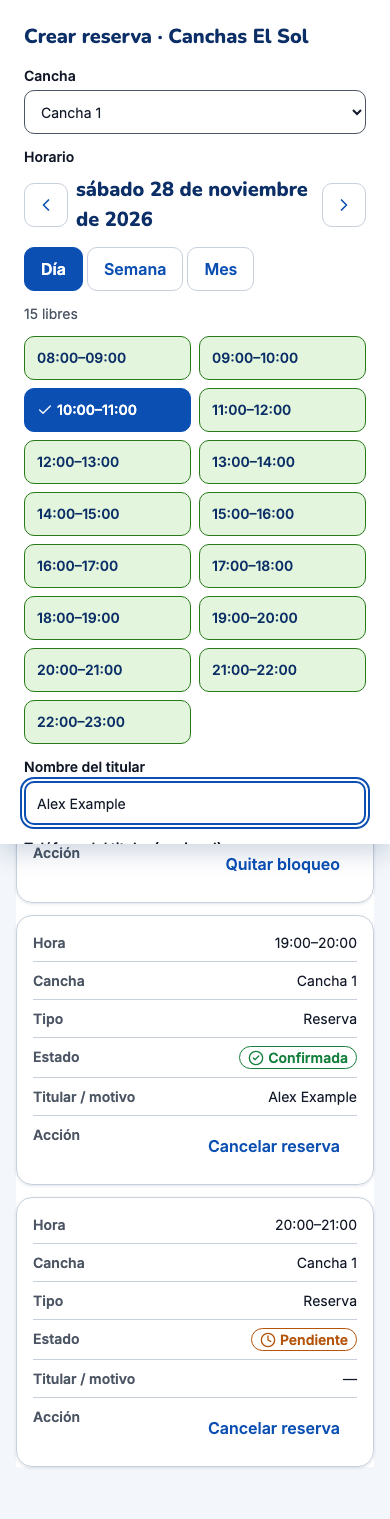 Crear reserva · Canchas El Sol
Cancha
Cancha 1
Horario
sábado 28 de noviembre
de 2026
Día Semana Mes
15 libres
08:00–09:00 09:00–10:00
10:00–11:00 11:00–12:00
12:00–13:00 13:00–14:00
14:00–15:00 15:00–16:00
16:00–17:00 17:00–18:00
18:00–19:00 19:00–20:00
20:00–21:00 21:00–22:00
22:00–23:00
Nombre del titular
Alex Example
Acción
Quitar bloqueo
Hora 19:00–20:00
Cancha Cancha 1
Tipo Reserva
Estado Confirmada
Titular / motivo Alex Example
Acción
Cancelar reserva
Hora 20:00–21:00
Cancha Cancha 1
Tipo Reserva
Estado Pendiente
Titular / motivo —
Acción
Cancelar reserva